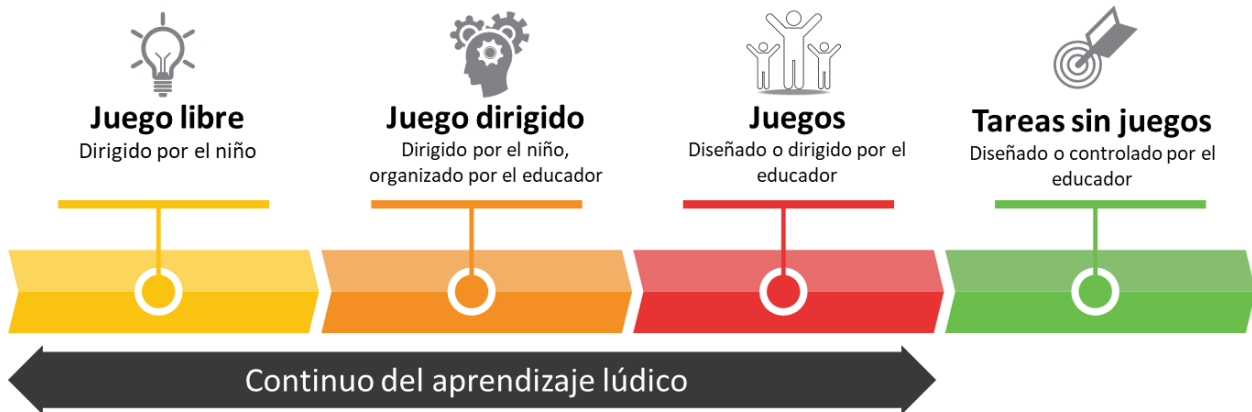 Juego libre
Dirigido por el niño
Juego dirigido
Dirigido por el niño,
organizado por el educador
Juegos
Diseñado o dirigido por el
educador
Tareas sin juegos
Diseñado o controlado por el
educador
Continuo del aprendizaje lúdico